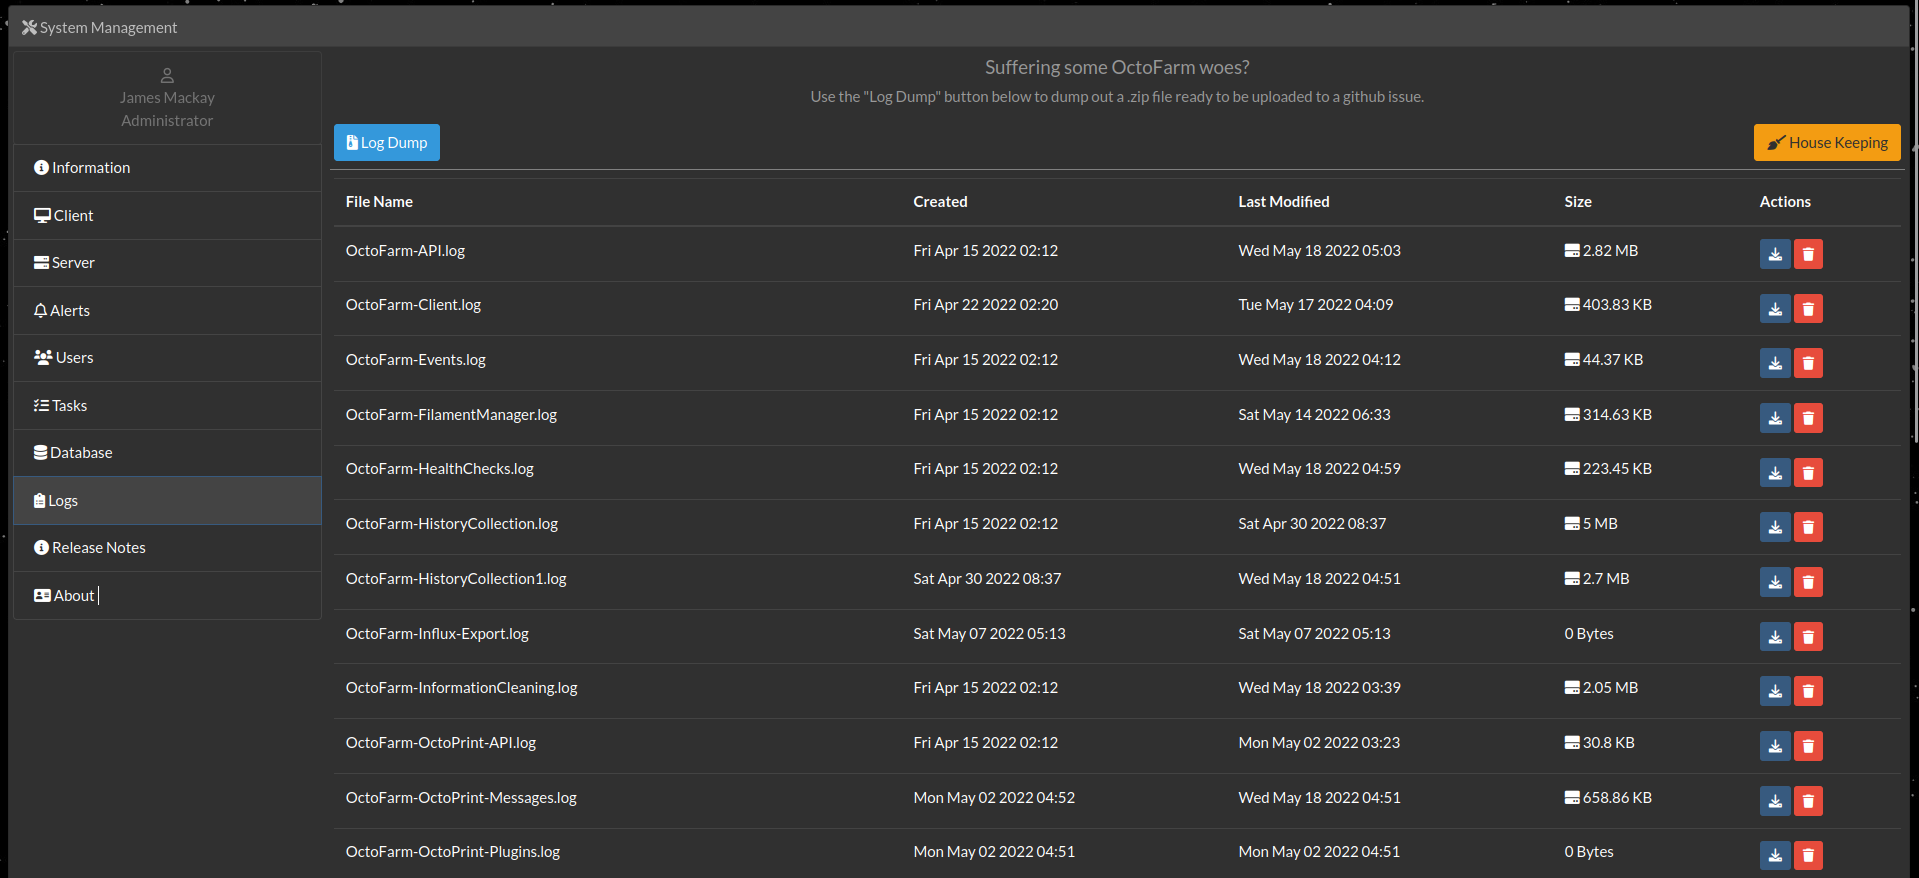 System Management
James Mackay
Administrator
Information
Client
Server
Alerts
Users
Tasks
Database
Logs
Release Notes
About
Suffering some OctoFarm woes?
Use the "Log Dump" button below to dump out a .zip file ready to be uploaded to a github issue.
Log Dump House Keeping
File Name Created Last Modified Size Actions
OctoFarm-API.log Fri Apr 15 2022 02:12 Wed May 18 2022 05:03 2.82 MB
OctoFarm-Client.log Fri Apr 22 2022 02:20 Tue May 17 2022 04:09 403.83 KB
OctoFarm-Events.log Fri Apr 15 2022 02:12 Wed May 18 2022 04:12 44.37 KB
OctoFarm-FilamentManager.log Fri Apr 15 2022 02:12 Sat May 14 2022 06:33 314.63 KB
OctoFarm-HealthChecks.log Fri Apr 15 2022 02:12 Wed May 18 2022 04:59 223.45 KB
OctoFarm-HistoryCollection.log Fri Apr 15 2022 02:12 Sat Apr 30 2022 08:37 5 MB
OctoFarm-HistoryCollection1.log Sat Apr 30 2022 08:37 Wed May 18 2022 04:51 2.7 MB
OctoFarm-Influx-Export.log Sat May 07 2022 05:13 Sat May 07 2022 05:13 0 Bytes
OctoFarm-InformationCleaning.log Fri Apr 15 2022 02:12 Wed May 18 2022 03:39 2.05 MB
OctoFarm-OctoPrint-API.log Fri Apr 15 2022 02:12 Mon May 02 2022 03:23 30.8 KB
OctoFarm-OctoPrint-Messages.log Mon May 02 2022 04:52 Wed May 18 2022 04:51 658.86 KB
OctoFarm-OctoPrint-Plugins.log Mon May 02 2022 04:51 Mon May 02 2022 04:51 0 Bytes